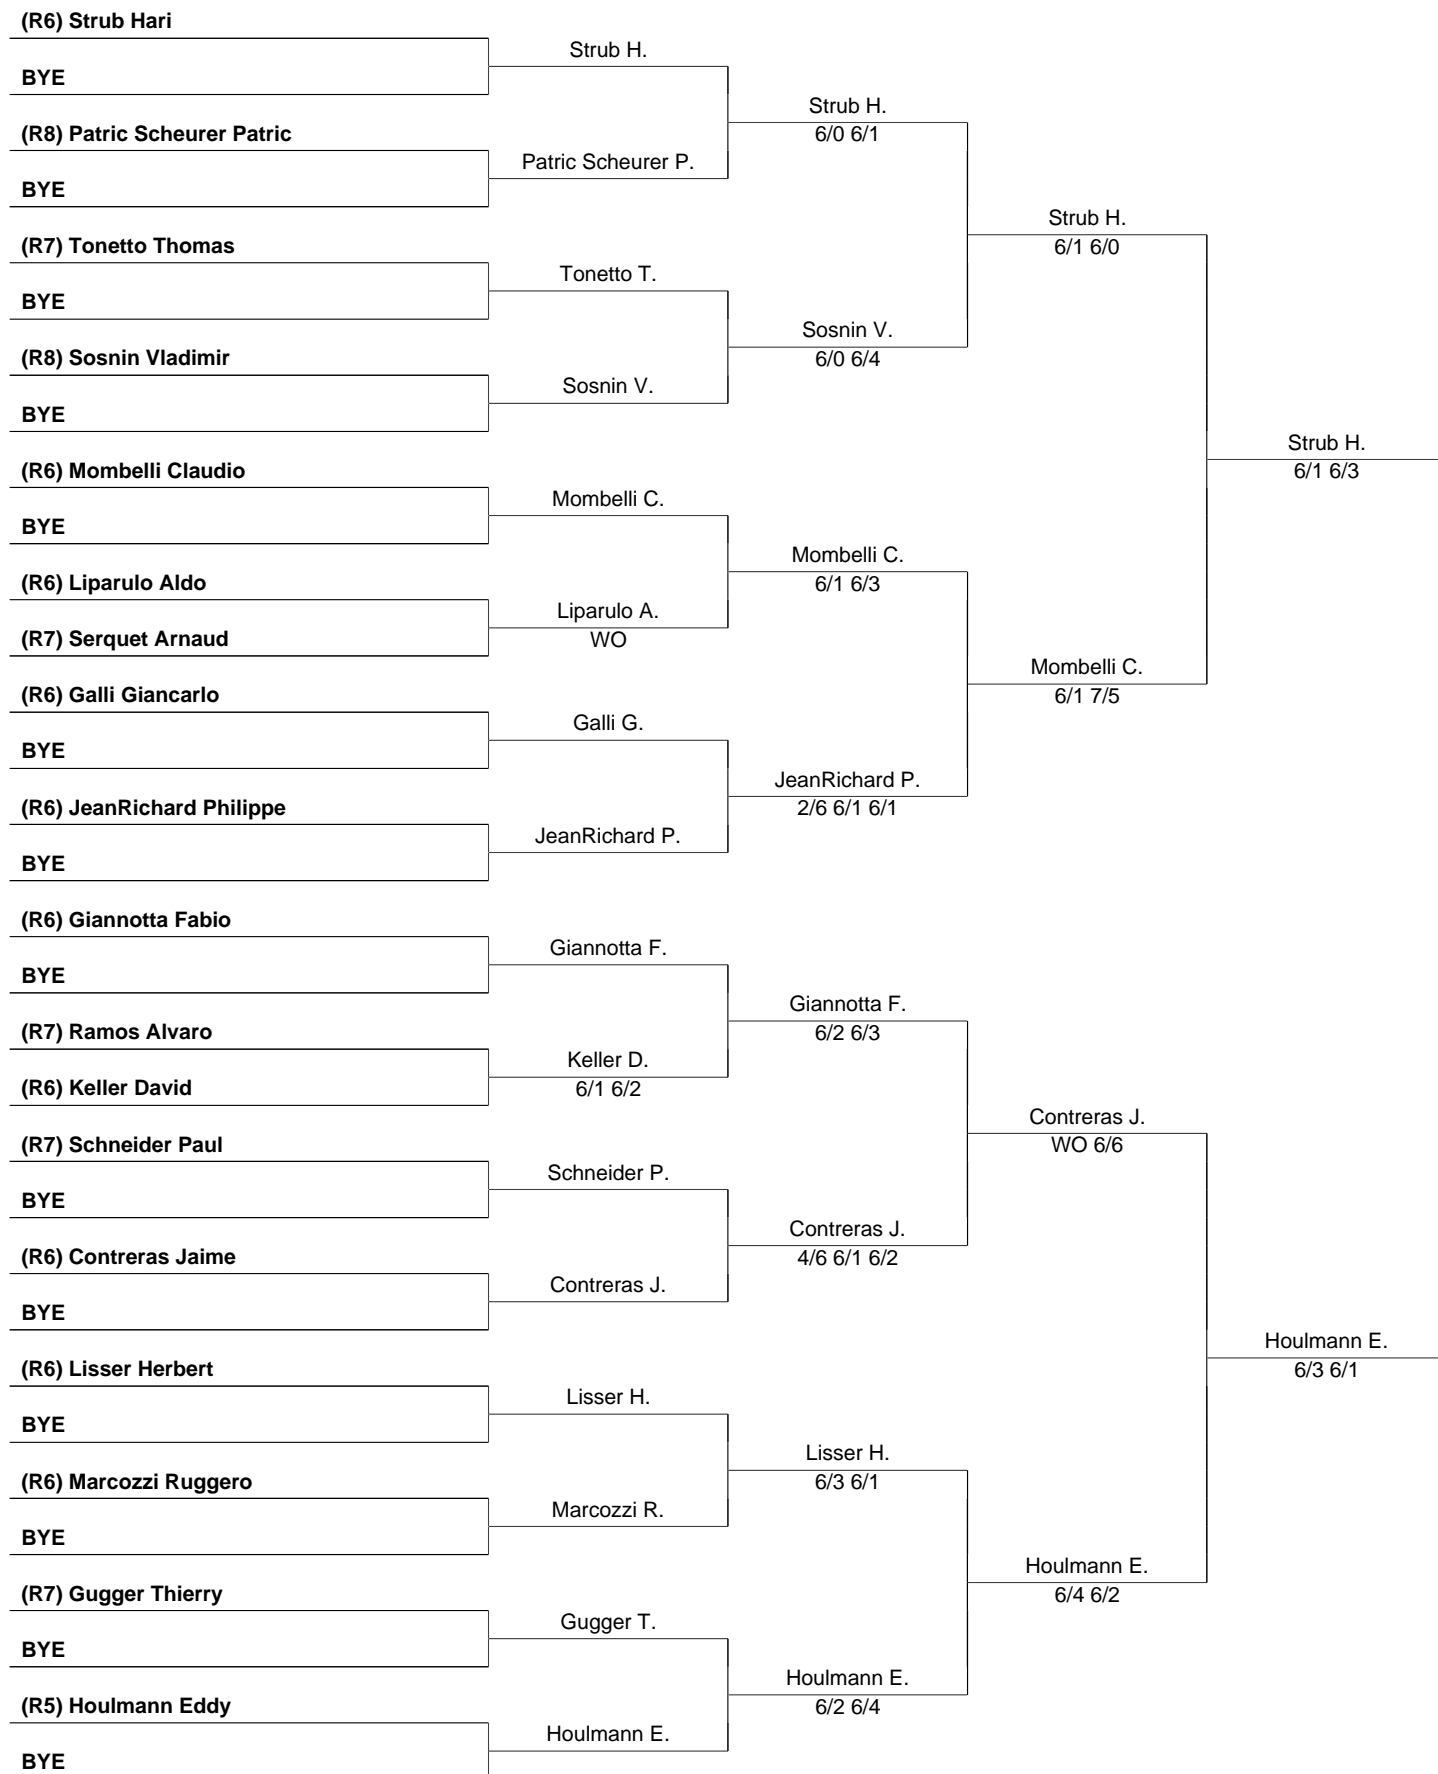 (R6) Strub Hari
Strub H.
BYE
Strub H.
(R8) Patric Scheurer Patric
6/0 6/1
Patric Scheurer P.
BYE
Strub H.
(R7) Tonetto Thomas
6/1 6/0
Tonetto T.
BYE
Sosnin V.
(R8) Sosnin Vladimir
6/0 6/4
Sosnin V.
BYE
Strub H.
(R6) Mombelli Claudio
6/1 6/3
Mombelli C.
BYE
Mombelli C.
(R6) Liparulo Aldo
6/1 6/3
Liparulo A.
(R7) Serquet Arnaud
WO
Mombelli C.
(R6) Galli Giancarlo
6/1 7/5
Galli G.
BYE
JeanRichard P.
(R6) JeanRichard Philippe
2/6 6/1 6/1
JeanRichard P.
BYE
(R6) Giannotta Fabio
Giannotta F.
BYE
Giannotta F.
(R7) Ramos Alvaro
6/2 6/3
Keller D.
(R6) Keller David
6/1 6/2
Contreras J.
(R7) Schneider Paul
WO 6/6
Schneider P.
BYE
Contreras J.
(R6) Contreras Jaime
4/6 6/1 6/2
Contreras J.
BYE
Houlmann E.
(R6) Lisser Herbert
6/3 6/1
Lisser H.
BYE
Lisser H.
(R6) Marcozzi Ruggero
6/3 6/1
Marcozzi R.
BYE
Houlmann E.
(R7) Gugger Thierry
6/4 6/2
Gugger T.
BYE
Houlmann E.
(R5) Houlmann Eddy
6/2 6/4
Houlmann E.
BYE